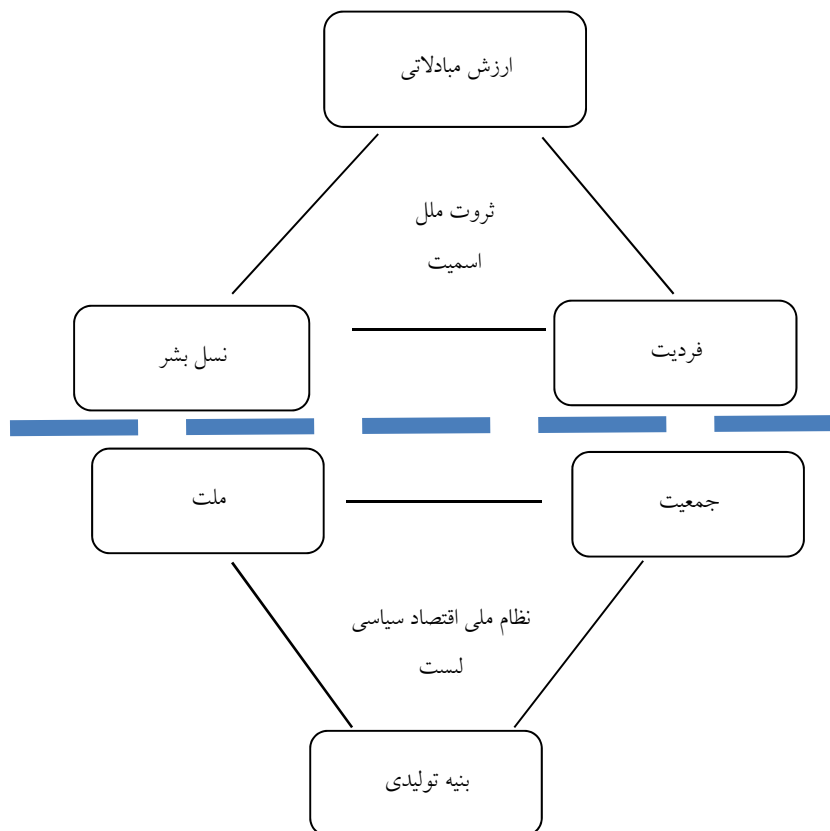 ارزش مبادلاتی
ثروت ملل
اسمیت
فردیت
نسل بشر
جمعیت
ملت
نظام ملی اقتصاد سیاسی
لست
بنیه تولیدی